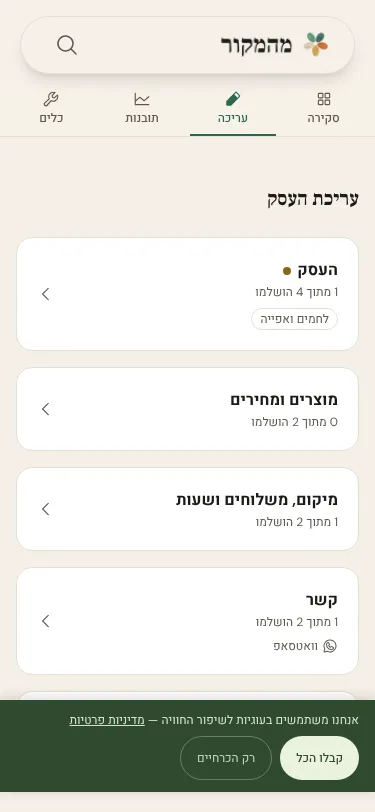 מהמקור
סקירה
עריכה
תובנות
כלים
עריכת העסק
העסק
1 מתוך 4 הושלמו
לחמים ואפייה
מוצרים ומחירים
0 מתוך 2 הושלמו
מיקום, משלוחים ושעות
1 מתוך 2 הושלמו
קשר
1 מתוך 2 הושלמו
וואטסאפ
אנחנו משתמשים בעוגיות לשיפור החוויה — מדיניות פרטיות
קבלו הכל
רק הכרחיים